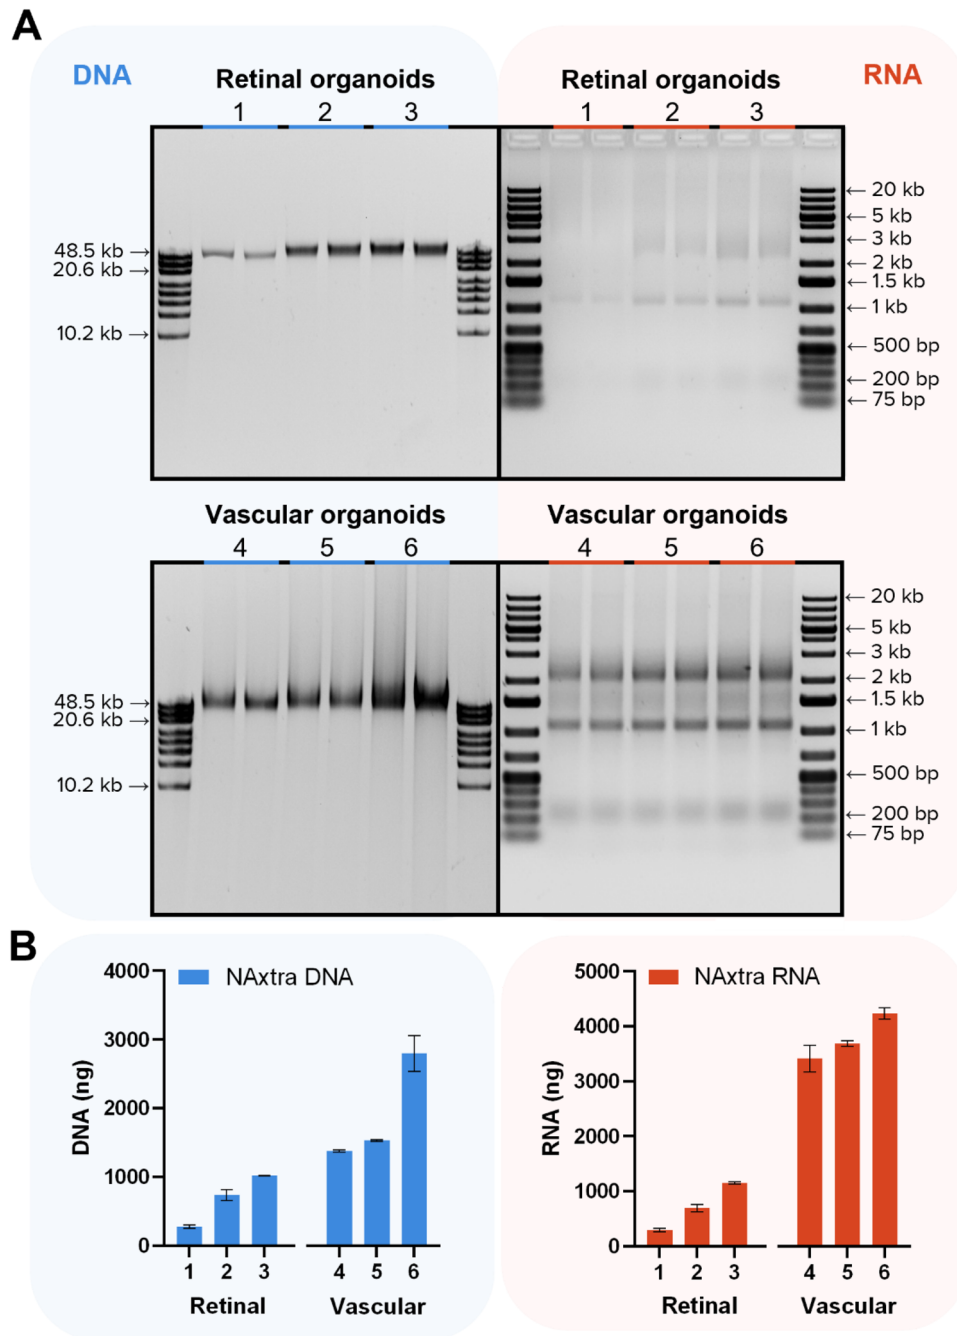 A
DNA
Retinal organoids
1 2 3
Retinal organoids
1 2 3
RNA
48.5 kb →
20.6 kb →
10.2 kb →
← 20 kb
← 5 kb
← 3 kb
← 2 kb
← 1.5 kb
← 1 kb
← 500 bp
← 200 bp
← 75 bp
Vascular organoids
4 5 6
Vascular organoids
4 5 6
48.5 kb →
20.6 kb →
10.2 kb →
← 20 kb
← 5 kb
← 3 kb
← 2 kb
← 1.5 kb
← 1 kb
← 500 bp
← 200 bp
← 75 bp
B
NAxtra DNA
DNA (ng)
4000
3000
2000
1000
0
1 2 3 4 5 6
Retinal Vascular
NAxtra RNA
RNA (ng)
5000
4000
3000
2000
1000
0
1 2 3 4 5 6
Retinal Vascular